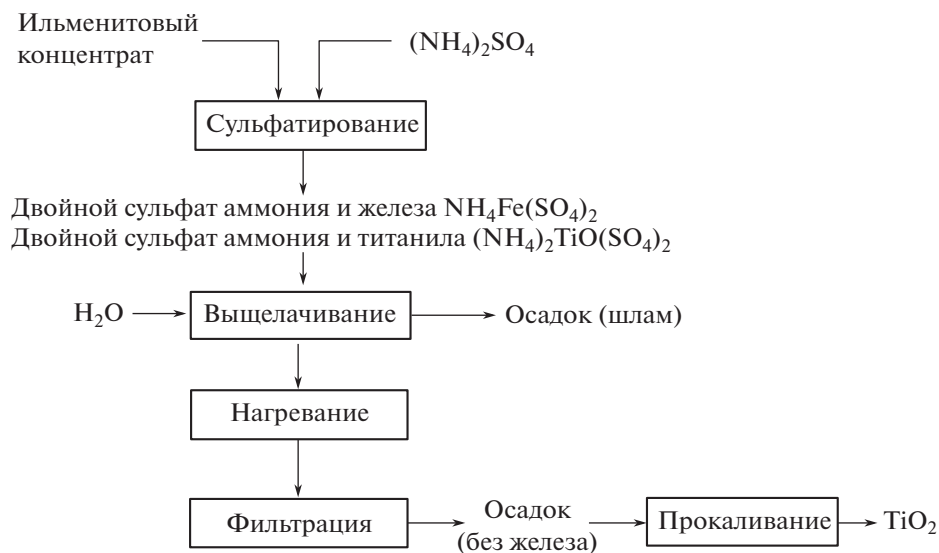 Ильменитовый
концентрат
(NH₄)₂SO₄
Сульфатирование
Двойной сульфат аммония и железа NH₄Fe(SO₄)₂
Двойной сульфат аммония и титанила (NH₄)₂TiO(SO₄)₂
H₂O
Выщелачивание
Осадок (шлам)
Нагревание
Фильтрация
Осадок
(без железа)
Прокаливание
TiO₂